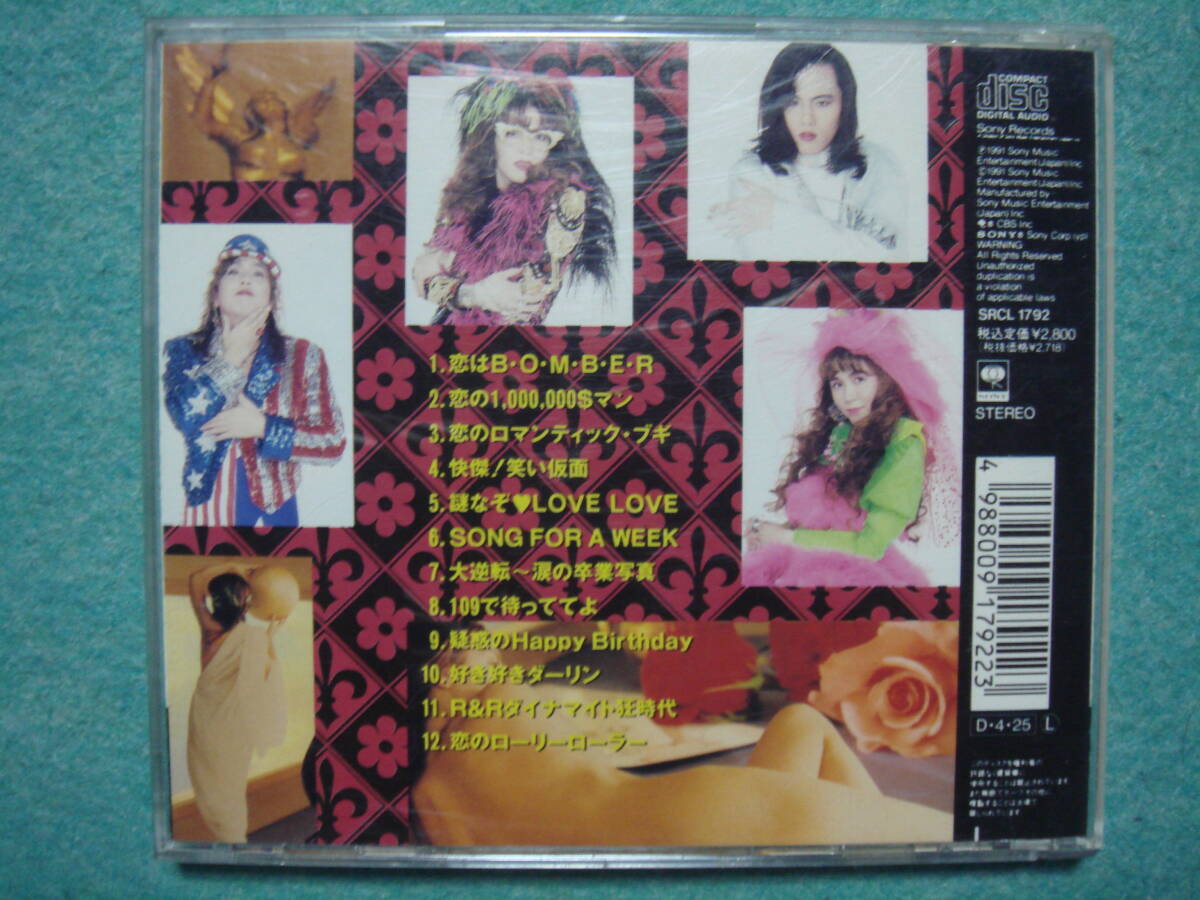 1. 恋はB・O・M・B・E・R
2. 恋の1,000,000$マン
3. 恋のロマンティック・ブギ
4. 快傑!笑い仮面
5. 謎なぞ♥LOVE LOVE
6. SONG FOR A WEEK
7. 大逆転〜涙の卒業写真
8. 109で待っててよ
9. 疑惑のHappy Birthday
10. 好き好きダーリン
11. R&Rダイナマイト狂時代
12. 恋のローリーローラー
COMPACT
disc
DIGITAL AUDIO
Sony Records
Ⓟ1991 Sony Music
Entertainment (Japan) Inc.
©1991 Sony Music
Entertainment (Japan) Inc.
Manufactured by
Sony Music Entertainment
(Japan) Inc.
CBS Inc.
SONY® Sony Corp.
WARNING
All Rights Reserved.
Unauthorized
duplication is
a violation
of applicable laws
SRCL 1792
税込定価¥2,800
(税抜価格¥2,718)
SONY
STEREO
4 988009 179223
D・4・25 L